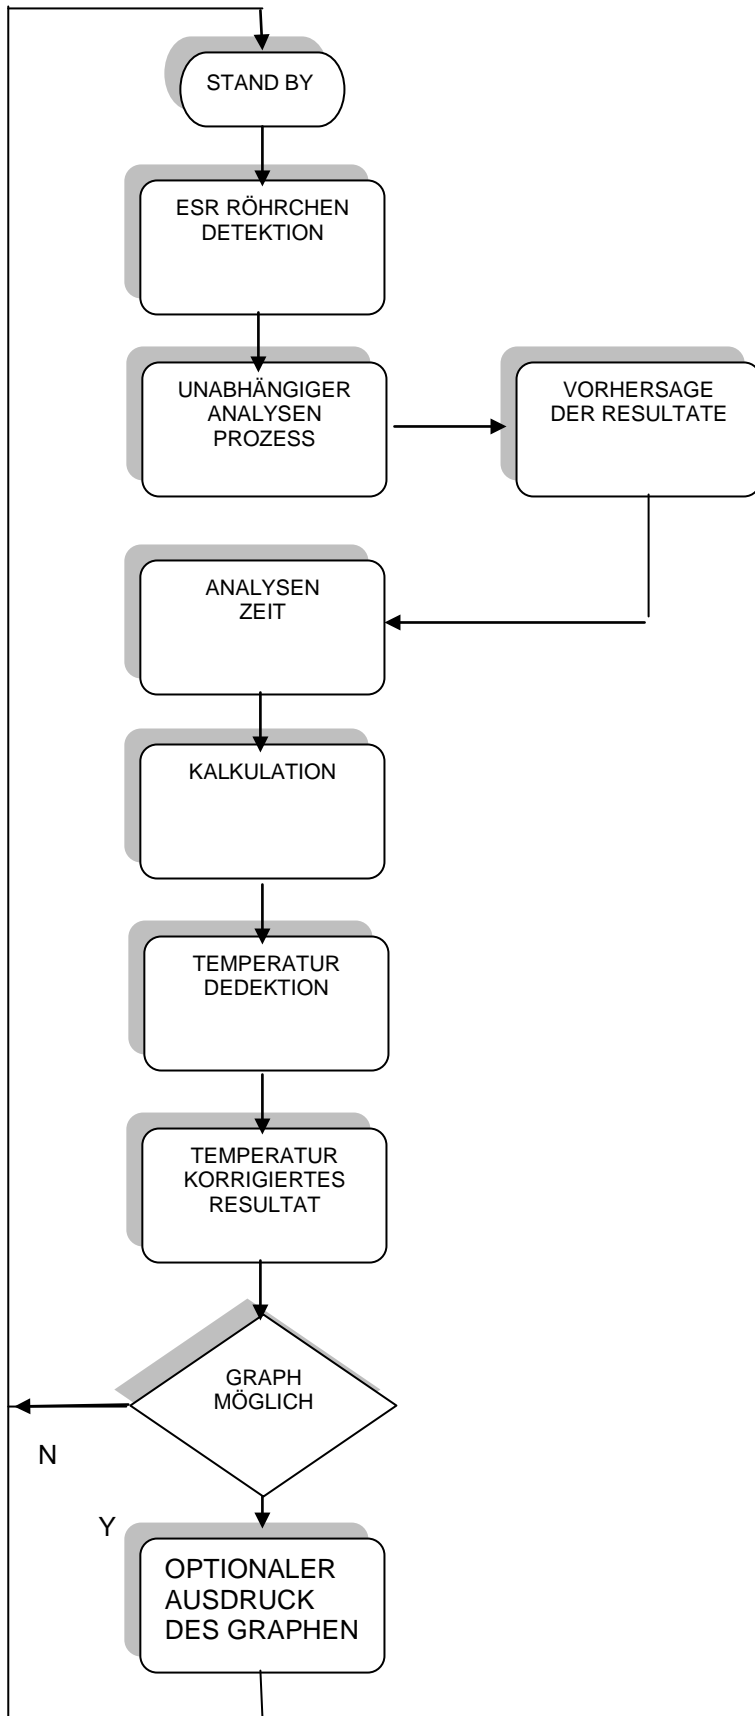 STAND BY
ESR RÖHRCHEN
DETEKTION
UNABHÄNGIGER
ANALYSEN
PROZESS
VORHERSAGE
DER RESULTATE
ANALYSEN
ZEIT
KALKULATION
TEMPERATUR
DEDEKTION
TEMPERATUR
KORRIGIERTES
RESULTAT
GRAPH
MÖGLICH
N
Y
OPTIONALER
AUSDRUCK
DES GRAPHEN